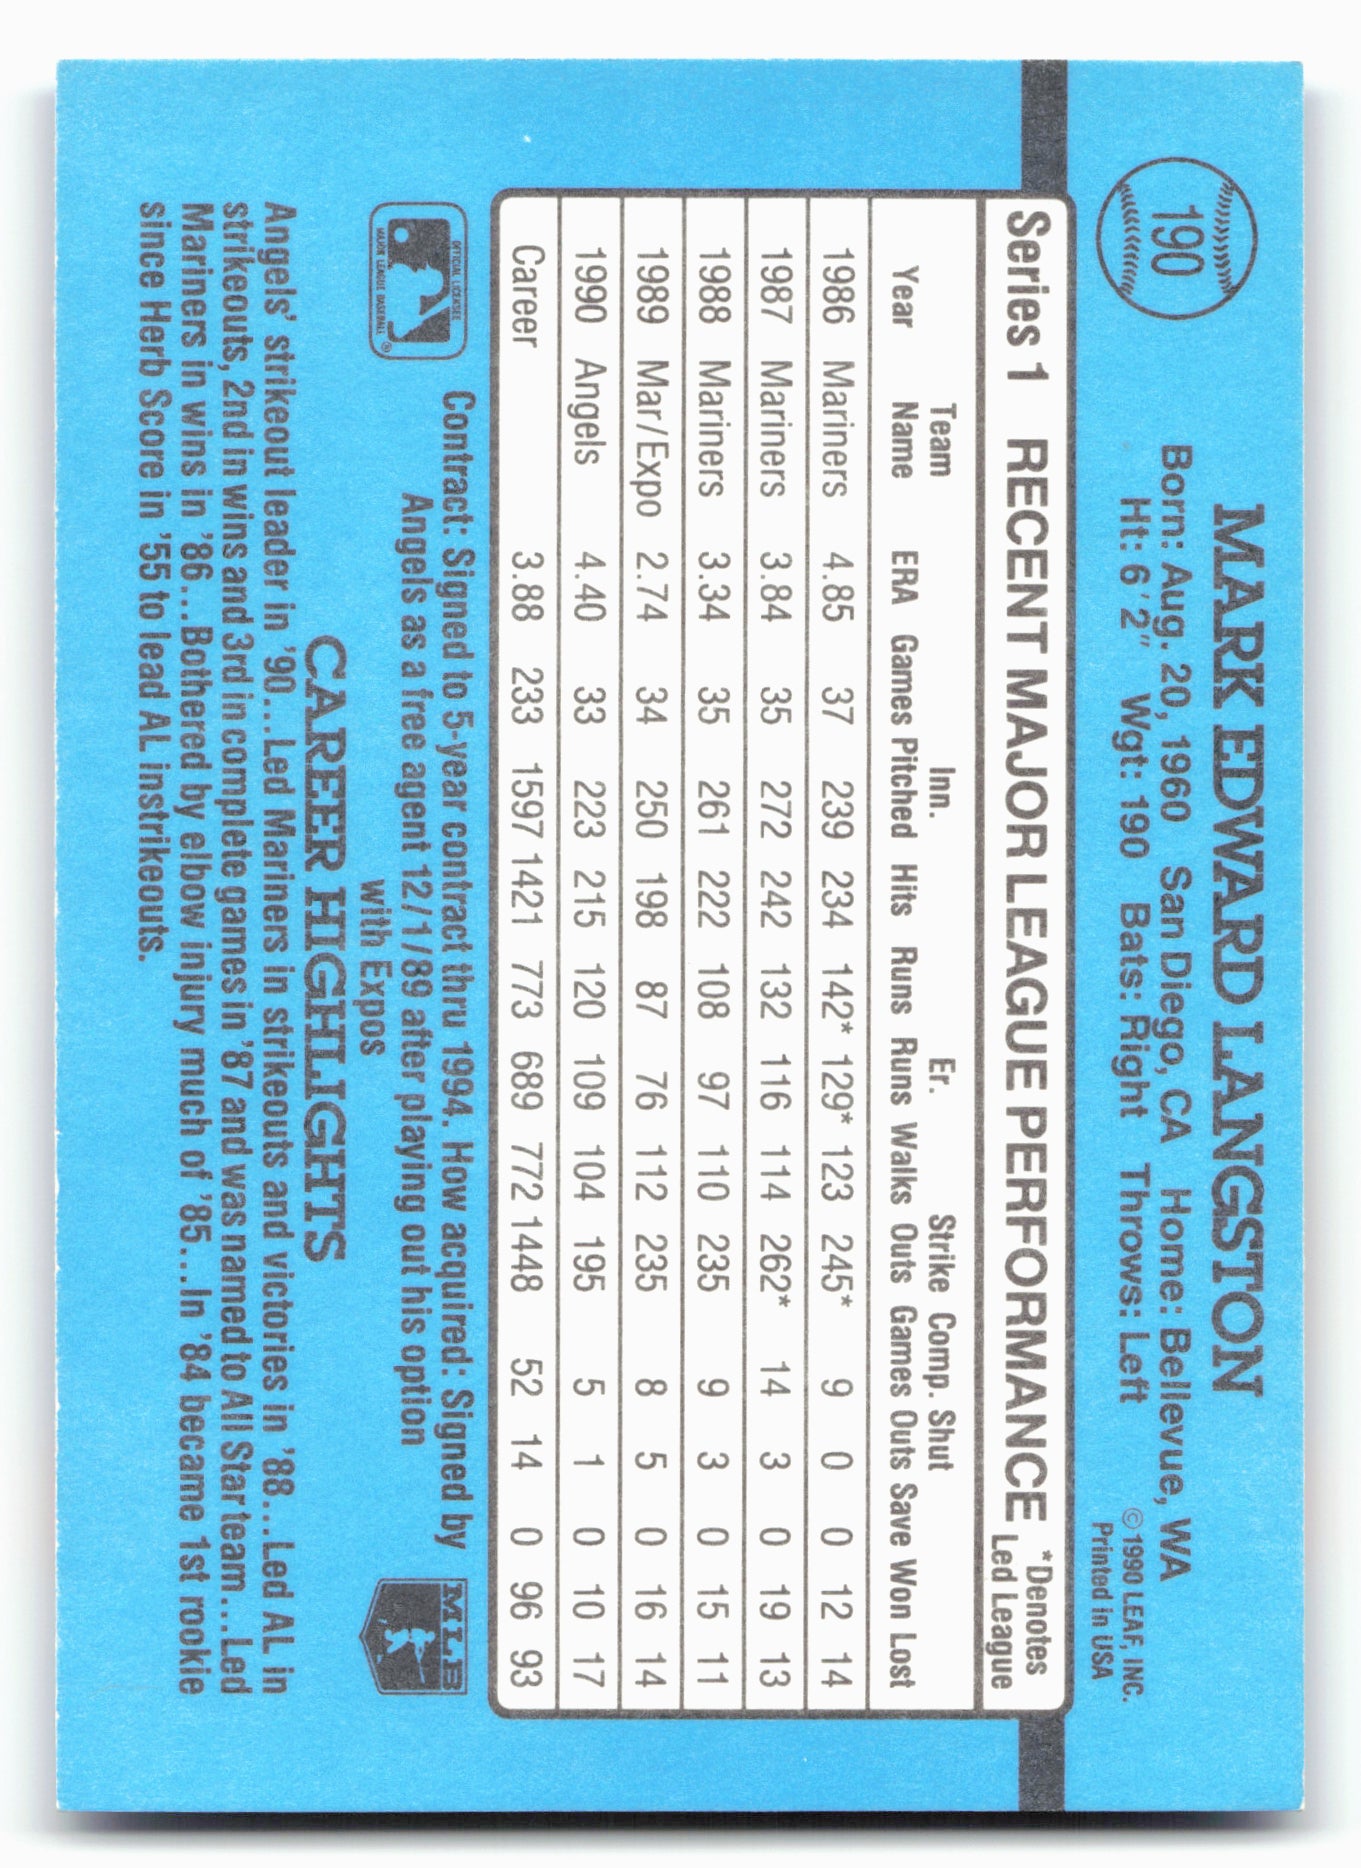 190
MARK EDWARD LANGSTON
Born: Aug. 20, 1960 San Diego, CA Home: Bellevue, WA
Ht: 6'2" Wgt: 190 Bats: Right Throws: Left
© 1990 LEAF, INC.
Printed in USA
Series 1 RECENT MAJOR LEAGUE PERFORMANCE *Denotes
Led League
Team Inn. Er. Strike Comp. Shut
Year Name ERA Games Pitched Hits Runs Runs Walks Outs Games Outs Save Won Lost
1986 Mariners 4.85 37 239 234 142* 129* 123 245* 9 0 0 12 14
1987 Mariners 3.84 35 272 242 132 116 114 262* 14 3 0 19 13
1988 Mariners 3.34 35 261 222 108 97 110 235 9 3 0 15 11
1989 Mar/Expo 2.74 34 250 198 87 76 112 235 8 5 0 16 14
1990 Angels 4.40 33 223 215 120 109 104 195 5 1 0 10 17
Career 3.88 233 1597 1421 773 689 772 1448 52 14 0 96 93
OFFICIAL LICENSEE
MAJOR LEAGUE BASEBALL ®
Contract: Signed to 5-year contract thru 1994. How acquired: Signed by
Angels as a free agent 12/1/89 after playing out his option
with Expos
MLB
CAREER HIGHLIGHTS
Angels' strikeout leader in '90...Led Mariners in strikeouts and victories in '88...Led AL in
strikeouts, 2nd in wins and 3rd in complete games in '87 and was named to All Star team...Led
Mariners in wins in '86...Bothered by elbow injury much of '85...In '84 became 1st rookie
since Herb Score in '55 to lead AL instrikeouts.